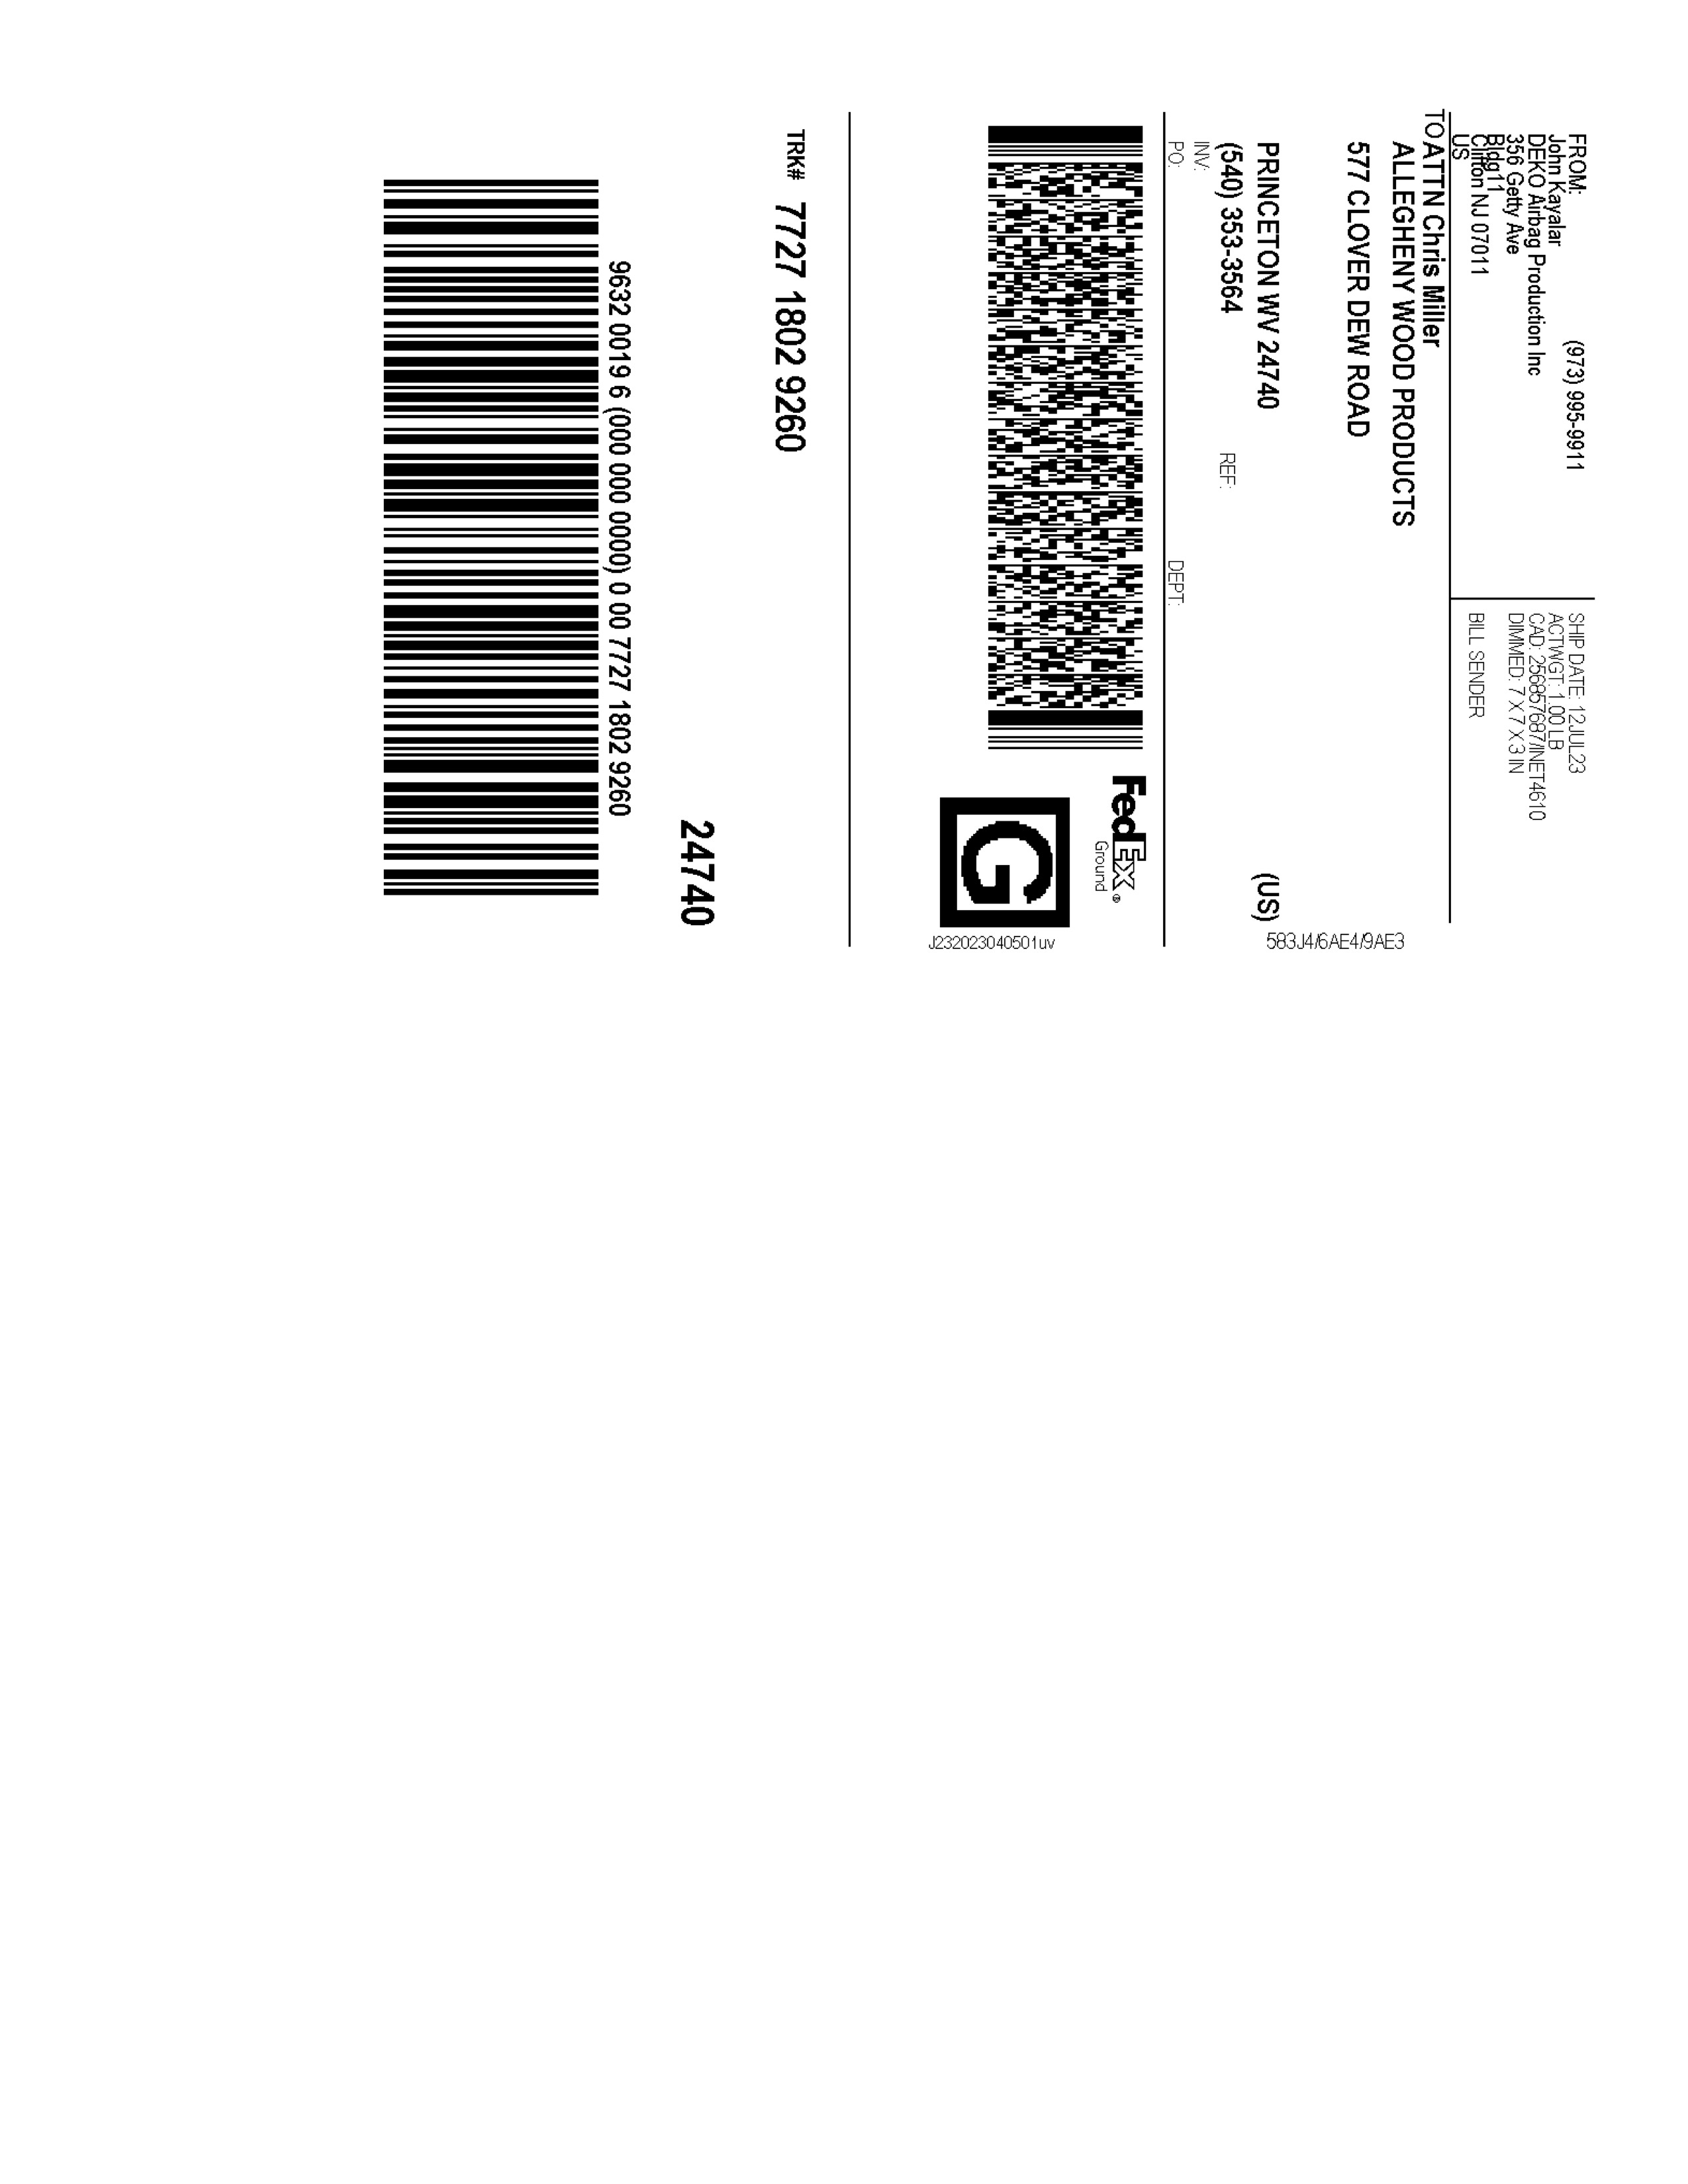 FROM: (973) 995-9911
John Kayalar
DEKO Airbag Production Inc
356 Getty Ave
Bldg11
Clifton NJ 07011
US
SHIP DATE: 12JUL23
ACTWGT: 1.00 LB
CAD: 256857687/INET4610
DIMMED: 7 X 7 X 3 IN
BILL SENDER
TO ATTN Chris Miller
ALLEGHENY WOOD PRODUCTS
577 CLOVER DEW ROAD
PRINCETON WV 24740
(US)
(540) 353-3564
REF:
INV:
PO:
DEPT:
583J4/6AE4/9AE3
FedEx®
Ground
G
J232023040501uv
TRK# 7727 1802 9260
24740
9632 0019 6 (000 000 0000) 0 00 7727 1802 9260